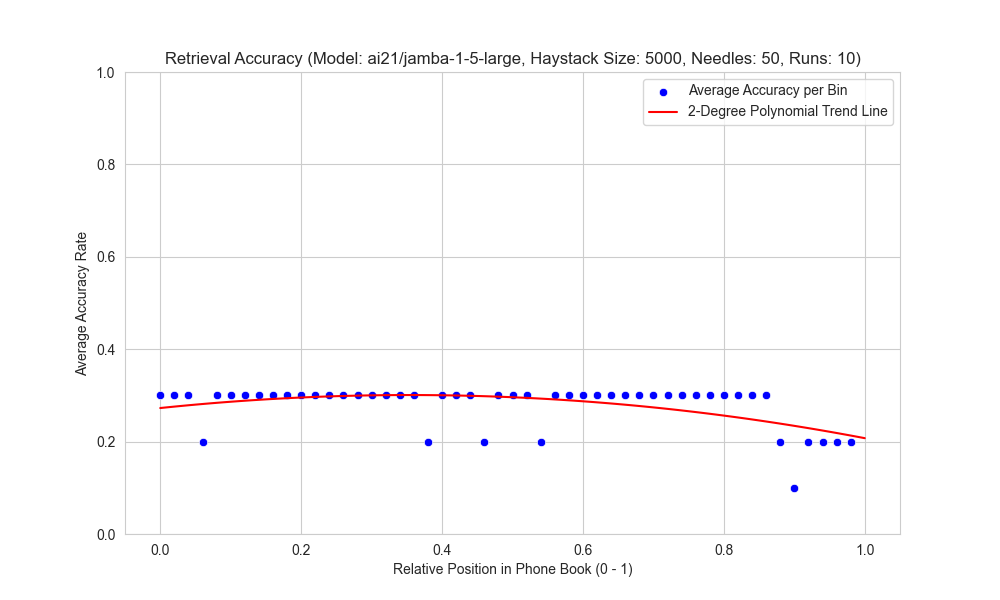 Retrieval Accuracy (Model: ai21/jamba-1-5-large, Haystack Size: 5000, Needles: 50, Runs: 10)
Average Accuracy per Bin
2-Degree Polynomial Trend Line
Average Accuracy Rate
1.0
0.8
0.6
0.4
0.2
0.0
0.0 0.2 0.4 0.6 0.8 1.0
Relative Position in Phone Book (0 - 1)